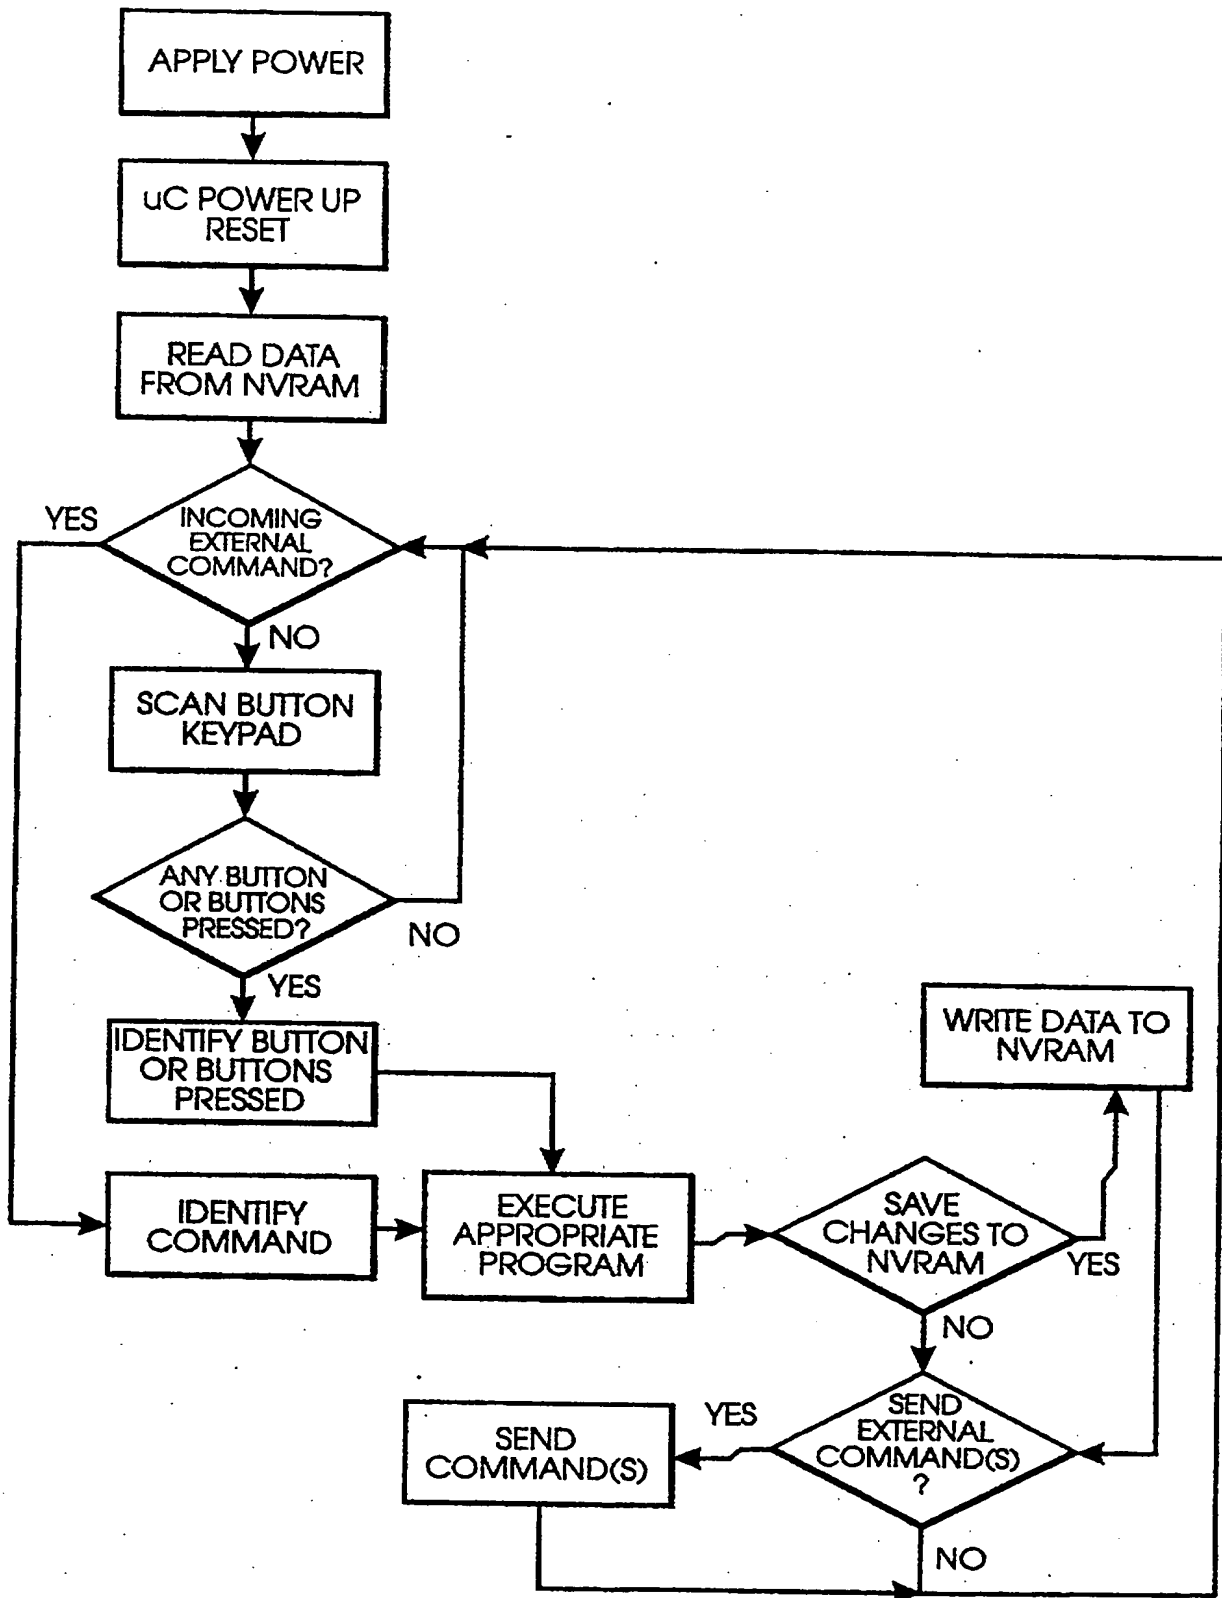 APPLY POWER
uC POWER UP
RESET
READ DATA
FROM NVRAM
YES
INCOMING
EXTERNAL
COMMAND?
NO
SCAN BUTTON
KEYPAD
ANY BUTTON
OR BUTTONS
PRESSED?
NO
YES
IDENTIFY BUTTON
OR BUTTONS
PRESSED
WRITE DATA TO
NVRAM
IDENTIFY
COMMAND
EXECUTE
APPROPRIATE
PROGRAM
SAVE
CHANGES TO
NVRAM
YES
NO
SEND
EXTERNAL
COMMAND(S)
?
YES
SEND
COMMAND(S)
NO